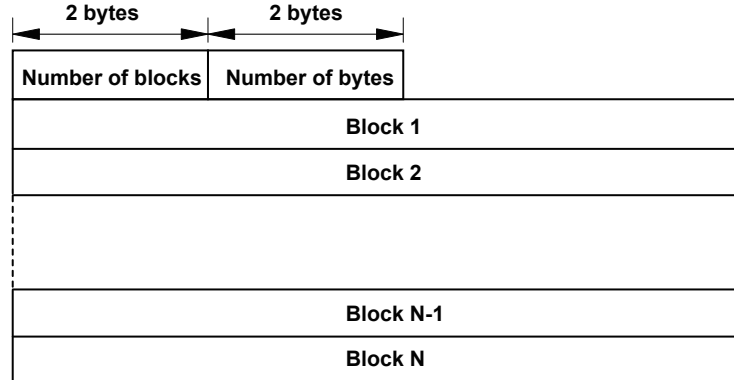 2 bytes 2 bytes
Number of blocks Number of bytes
Block 1
Block 2
Block N-1
Block N